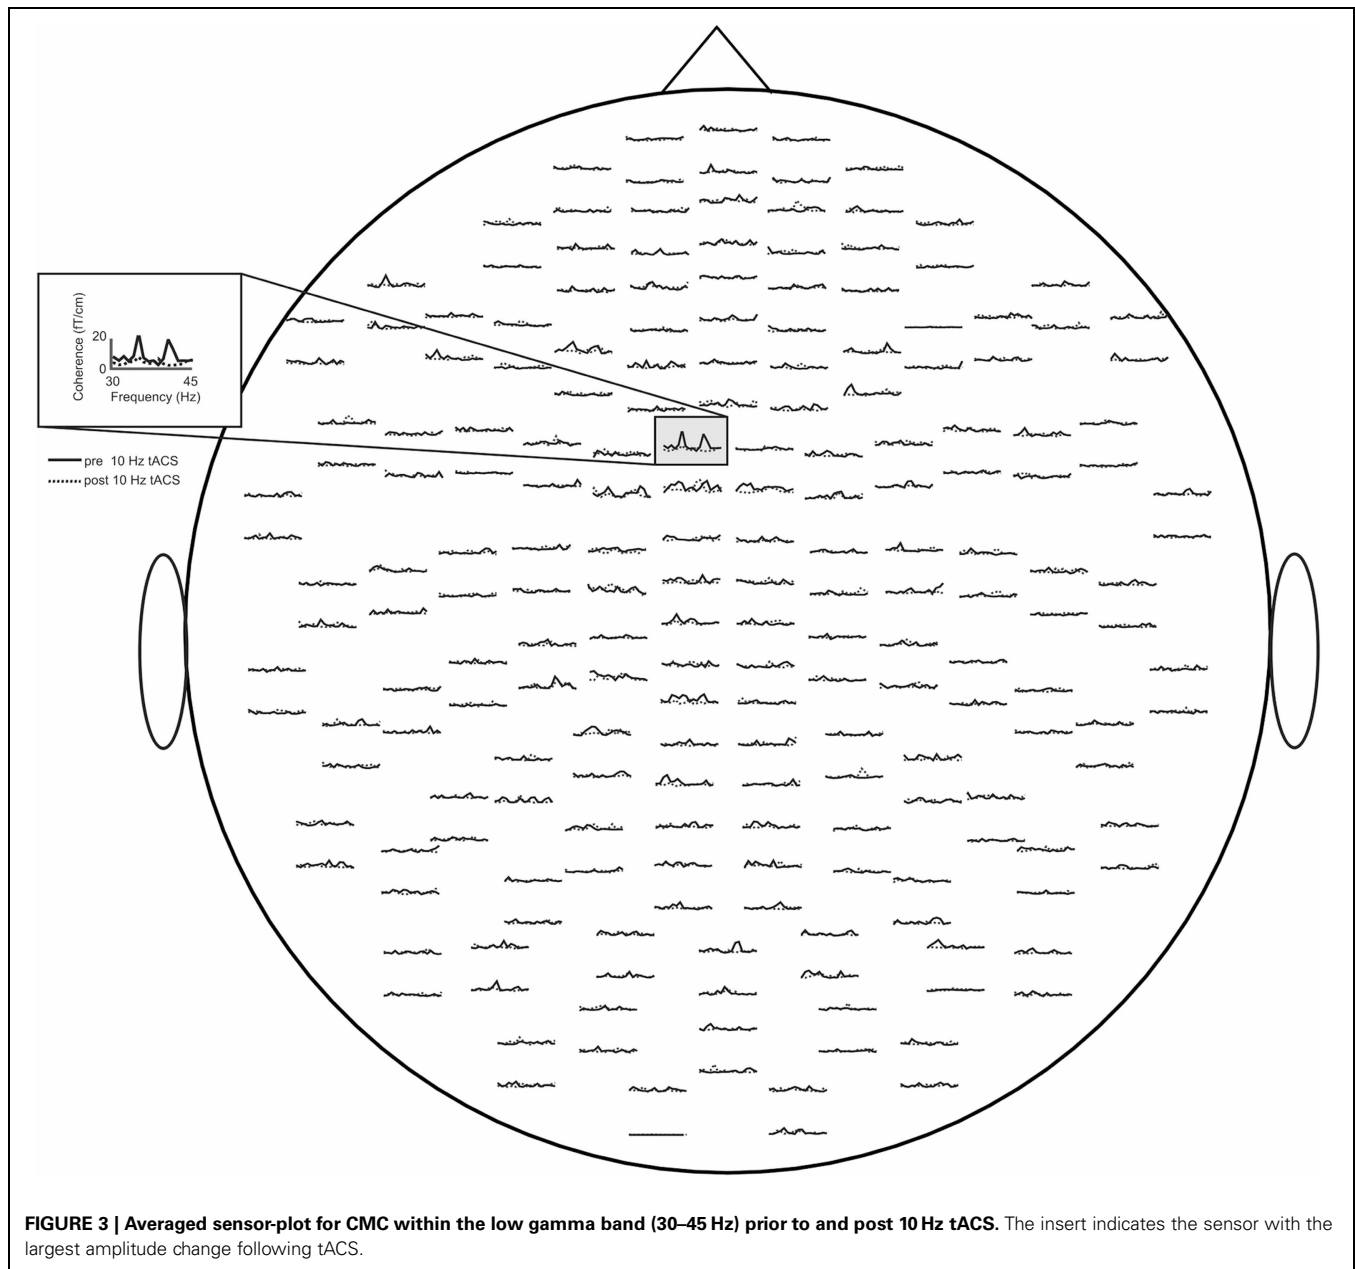 Coherence (fT/cm)
20
0
30 45
Frequency (Hz)
pre 10 Hz tACS
post 10 Hz tACS
FIGURE 3 | Averaged sensor-plot for CMC within the low gamma band (30–45 Hz) prior to and post 10 Hz tACS. The insert indicates the sensor with the
largest amplitude change following tACS.